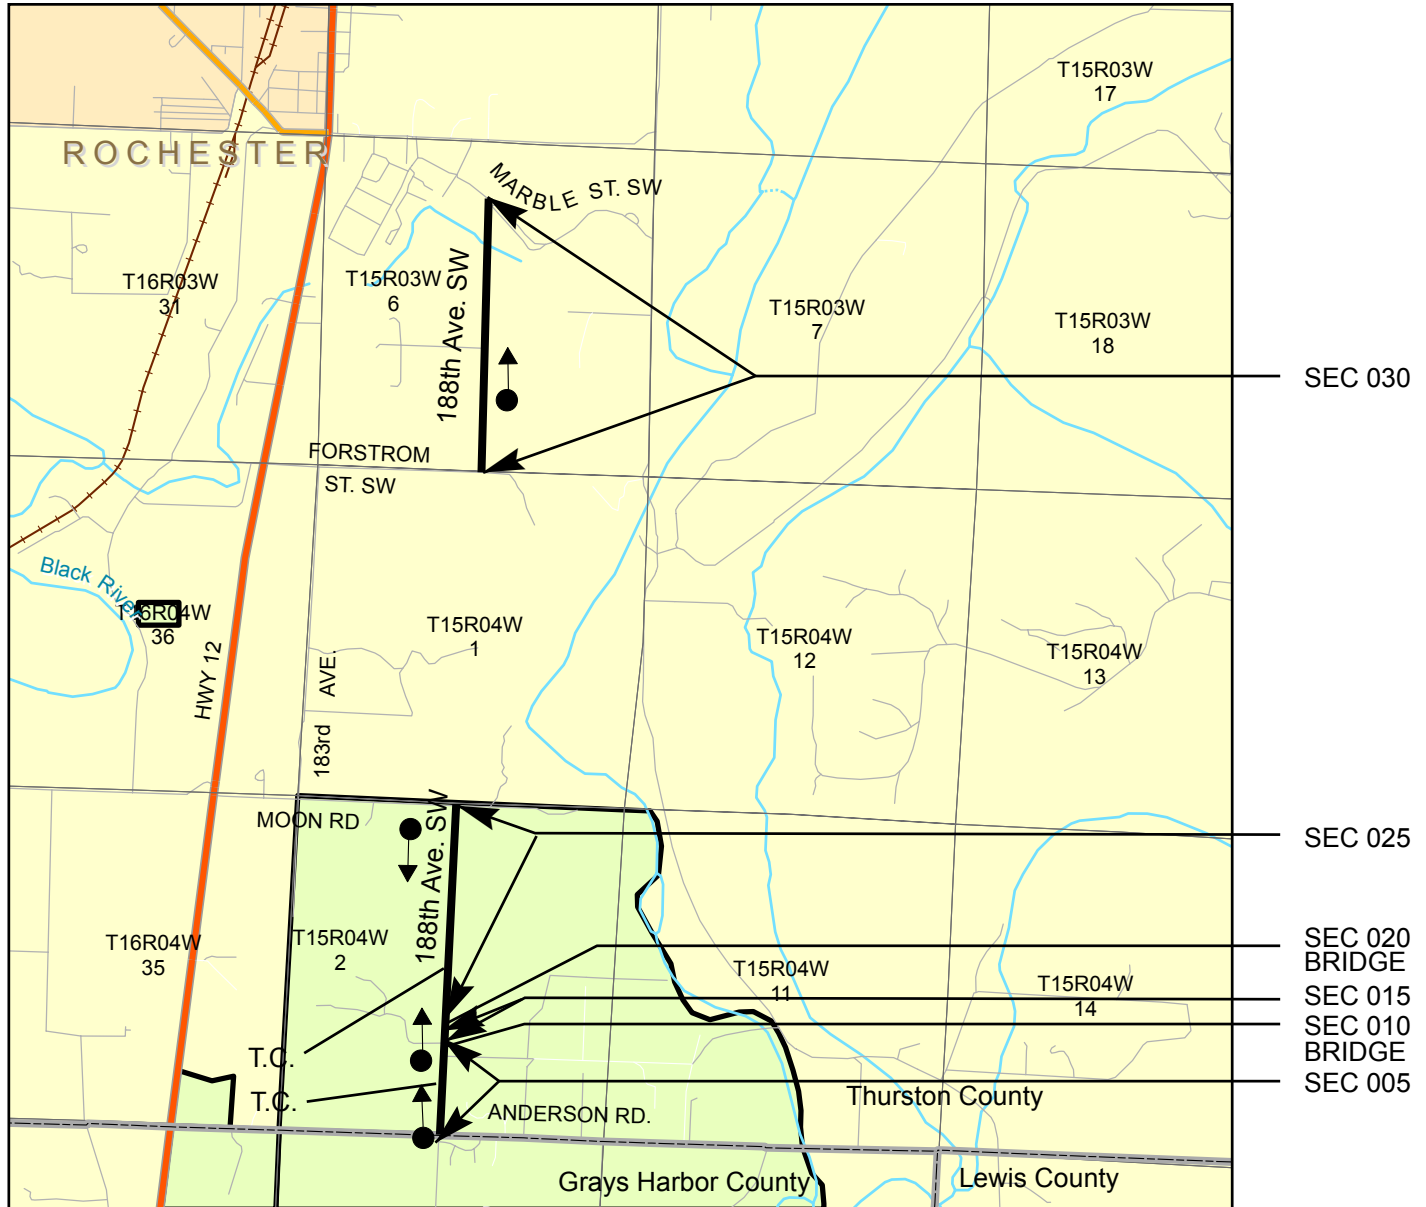 T15R03W
17
ROCHESTER
MARBLE ST. SW
T16R03W
31
T15R03W
6
188th Ave. SW
T15R03W
7
T15R03W
18
SEC 030
FORSTROM
ST. SW
Black River
T16R04W
36
HWY 12
183rd AVE.
T15R04W
1
T15R04W
12
T15R04W
13
MOON RD
188th Ave. SW
SEC 025
T16R04W
35
T15R04W
2
T15R04W
11
T15R04W
14
SEC 020
BRIDGE
SEC 015
SEC 010
BRIDGE
SEC 005
T.C.
T.C.
ANDERSON RD.
Thurston County
Grays Harbor County
Lewis County